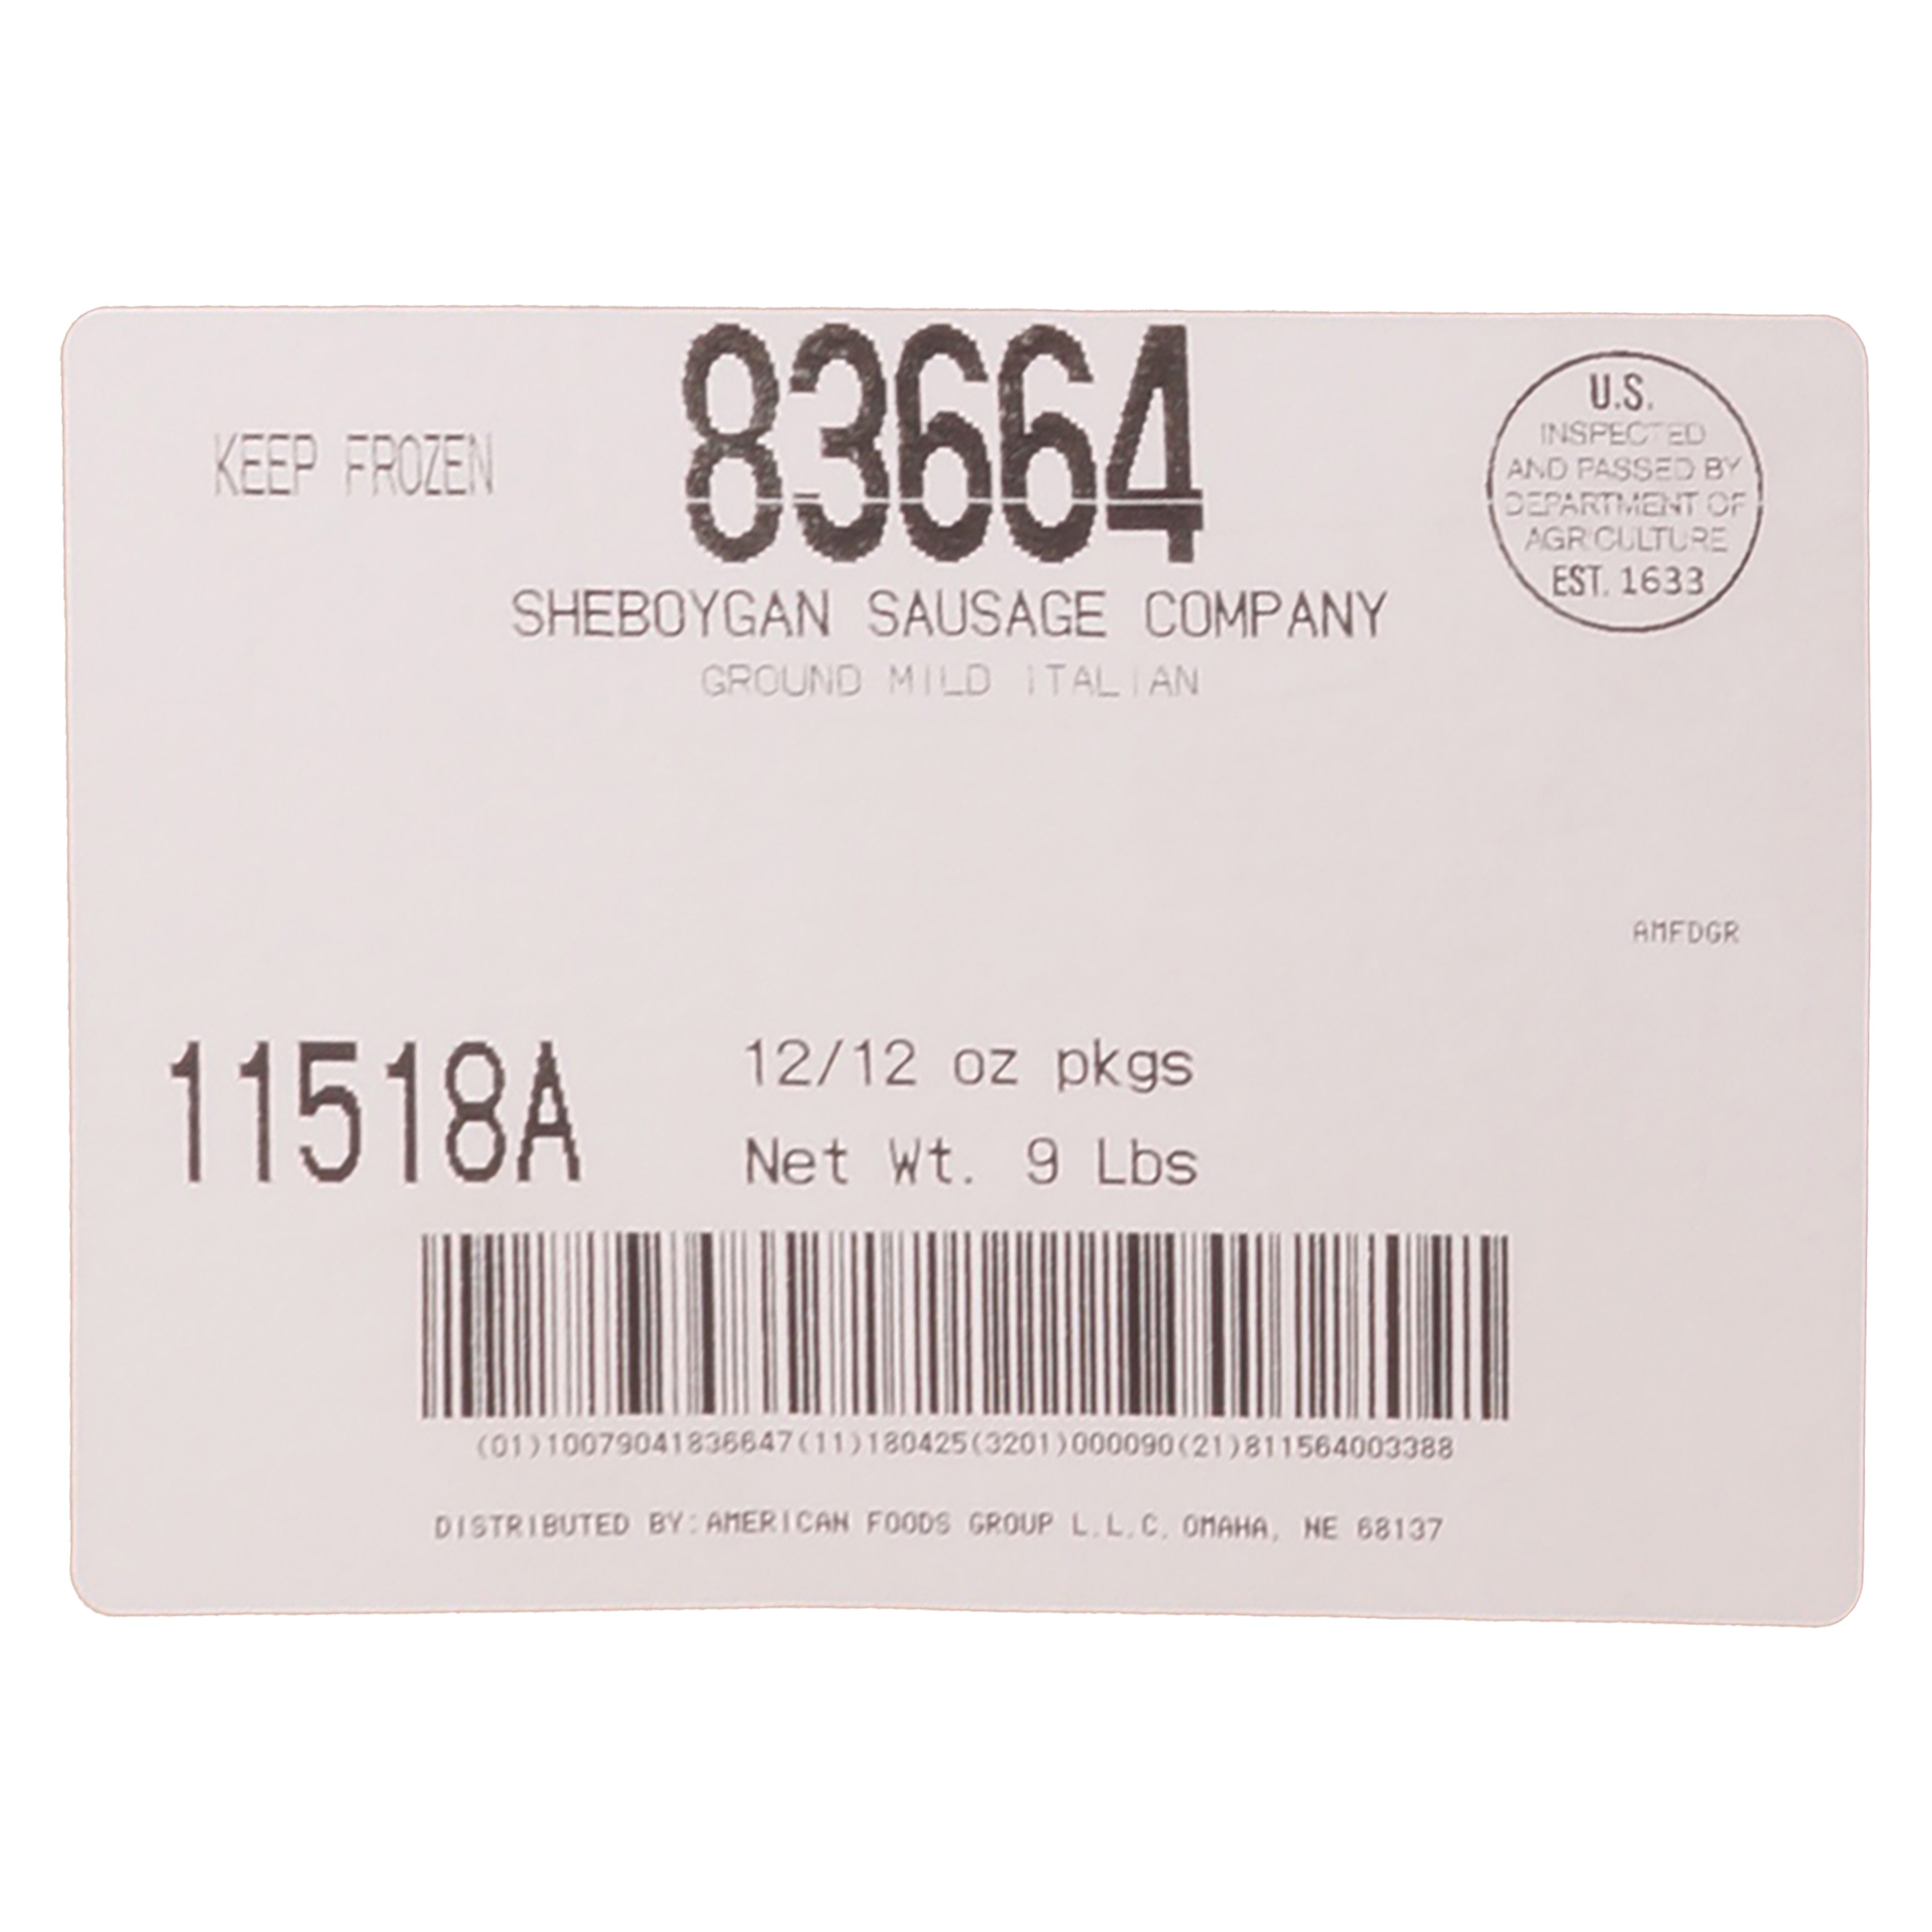 83664
KEEP FROZEN
U.S.
INSPECTED
AND PASSED BY
DEPARTMENT OF
AGRICULTURE
EST. 1633
SHEBOYGAN SAUSAGE COMPANY
GROUND MILD ITALIAN
AMFDGR
11518A
12/12 oz pkgs
Net Wt. 9 Lbs
(01)10079041836647(11)180425(3201)000090(21)811564003388
DISTRIBUTED BY:AMERICAN FOODS GROUP L.L.C. OMAHA, NE 68137